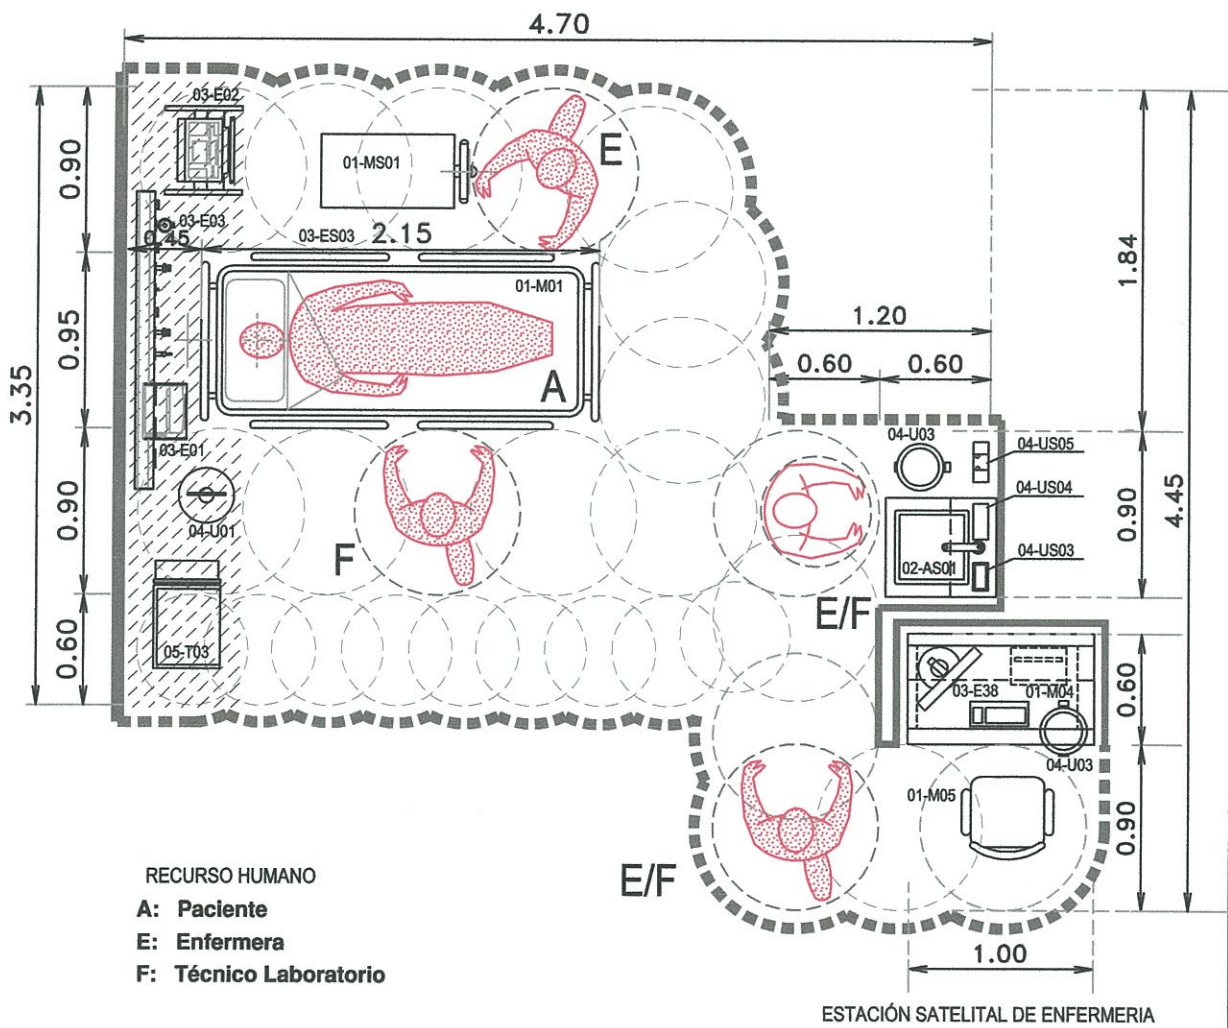 4.70
03-E02
01-MS01
E
0.90
03-E03
0.45
03-ES03
2.15
01-M01
A
0.95
3.35
03-E01
04-U01
F
0.90
05-T03
0.60
1.84
1.20
0.60
0.60
04-U03
04-US05
04-US04
04-US03
02-AS01
0.90
4.45
E/F
03-E38
01-M04
0.60
04-U03
01-M05
0.90
E/F
1.00
RECURSO HUMANO
A: Paciente
E: Enfermera
F: Técnico Laboratorio
ESTACIÓN SATELITAL DE ENFERMERIA